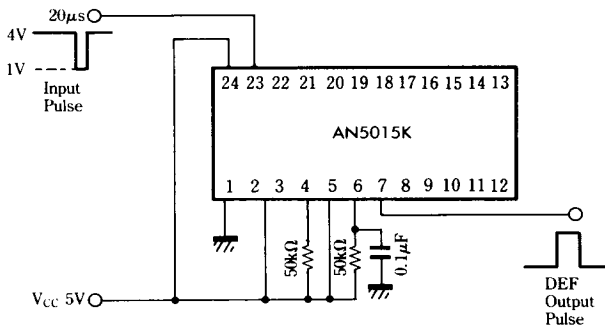 20μs
4V
1V
Input
Pulse
24 23 22 21 20 19 18 17 16 15 14 13
AN5015K
1 2 3 4 5 6 7 8 9 10 11 12
50kΩ
50kΩ
0.1μF
VCC 5V
DEF
Output
Pulse